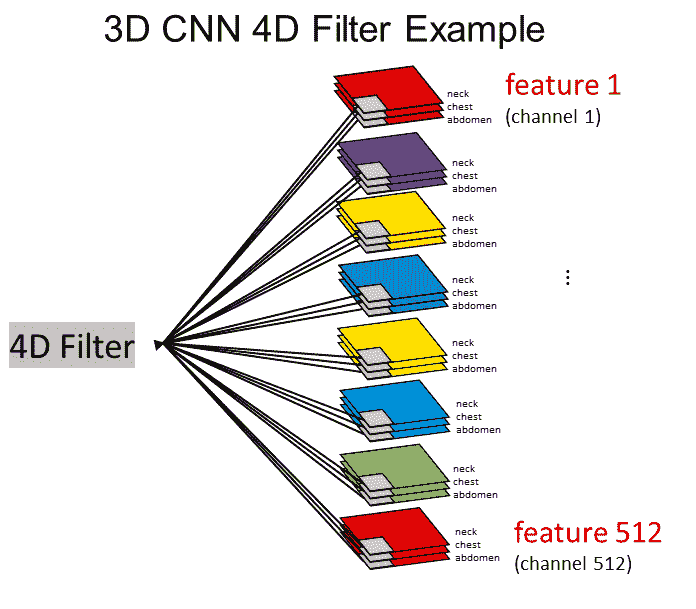 3D CNN 4D Filter Example
neck
chest
abdomen
feature 1
(channel 1)
neck
chest
abdomen
neck
chest
abdomen
neck
chest
abdomen
⋮
4D Filter
neck
chest
abdomen
neck
chest
abdomen
neck
chest
abdomen
neck
chest
abdomen
feature 512
(channel 512)